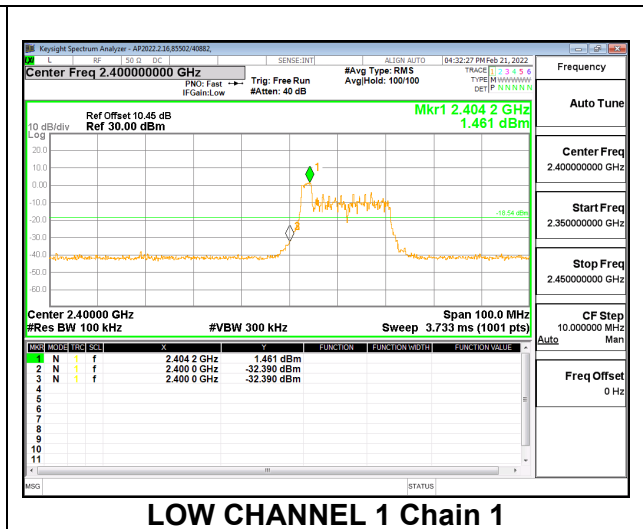 Keysight Spectrum Analyzer - AP2022.2.16,85502/40882,
L RF 50 Ω DC SENSE:INT ALIGN AUTO 04:32:27 PM Feb 21, 2022
Center Freq 2.400000000 GHz
PNO: Fast
IFGain:Low
Trig: Free Run
#Atten: 40 dB
#Avg Type: RMS
Avg|Hold: 100/100
TRACE 1 2 3 4 5 6
TYPE M W W W W W
DET P N N N N N
Ref Offset 10.45 dB
10 dB/div Ref 30.00 dBm
Log
Mkr1 2.404 2 GHz
1.461 dBm
20.0
10.0
0.00
-10.0
-20.0
-30.0
-40.0
-50.0
-60.0
1
-18.54 dBm
Center 2.40000 GHz Span 100.0 MHz
#Res BW 100 kHz #VBW 300 kHz Sweep 3.733 ms (1001 pts)
MKR MODE TRC SCL X Y FUNCTION FUNCTION WIDTH FUNCTION VALUE
1 N 1 f 2.404 2 GHz 1.461 dBm
2 N 1 f 2.400 0 GHz -32.390 dBm
3 N 1 f 2.400 0 GHz -32.390 dBm
4
5
6
7
8
9
10
11
MSG STATUS
Frequency
Auto Tune
Center Freq
2.400000000 GHz
Start Freq
2.350000000 GHz
Stop Freq
2.450000000 GHz
CF Step
10.000000 MHz
Auto Man
Freq Offset
0 Hz
LOW CHANNEL 1 Chain 1